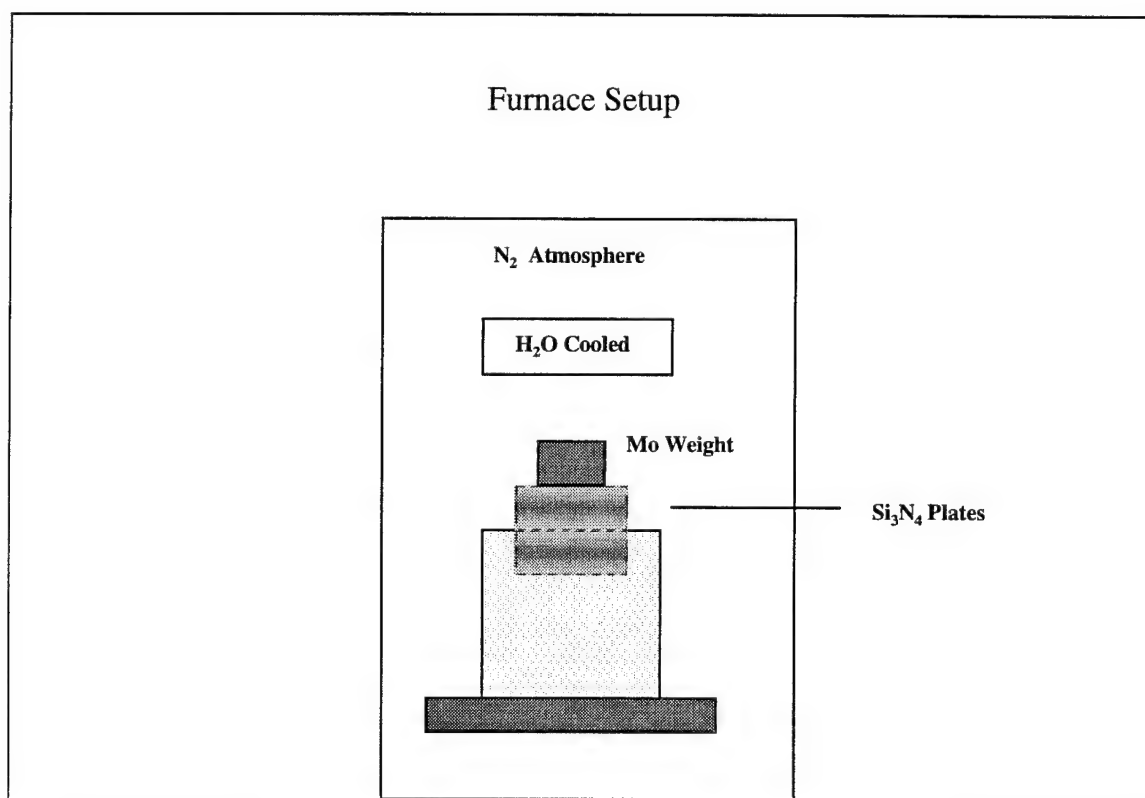 Furnace Setup
N₂ Atmosphere
H₂O Cooled
Mo Weight
Si₃N₄ Plates